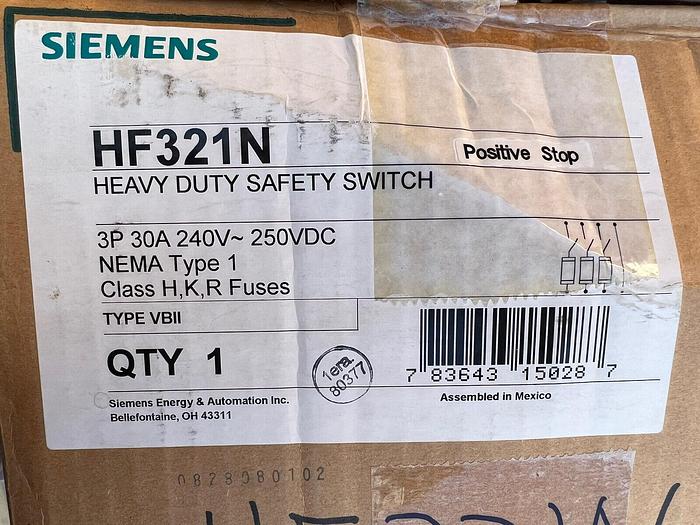 SIEMENS
HF321N
Positive Stop
HEAVY DUTY SAFETY SWITCH
3P 30A 240V~ 250VDC
NEMA Type 1
Class H,K,R Fuses
TYPE VBII
QTY 1
1era.
80377
7 83643 15028 7
Siemens Energy & Automation Inc.
Bellefontaine, OH 43311
Assembled in Mexico
0828080102